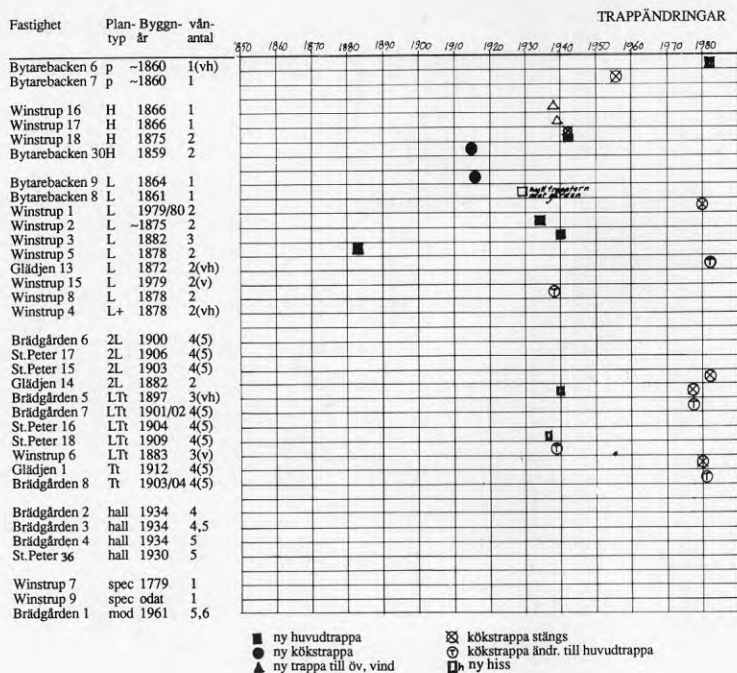 TRAPPÄNDRINGAR
Fastighet Plan- Byggn- vån-
typ år antal
1850 1860 1870 1880 1890 1900 1910 1920 1930 1940 1950 1960 1970 1980
Bytarebacken 6 p ~1860 1(vh)
Bytarebacken 7 p ~1860 1
Winstrup 16 H 1866 1
Winstrup 17 H 1866 1
Winstrup 18 H 1875 2
Bytarebacken 30 H 1859 2
Bytarebacken 9 L 1864 1
Bytarebacken 8 L 1861 1
mot gården
Winstrup 1 L 1979/80 2
Winstrup 2 L ~1875 2
Winstrup 3 L 1882 3
Winstrup 5 L 1878 2
Glädjen 13 L 1872 2(vh)
Winstrup 15 L 1979 2(v)
Winstrup 8 L 1878 2
Winstrup 4 L+ 1878 2(vh)
Brädgården 6 2L 1900 4(5)
St.Peter 17 2L 1906 4(5)
St.Peter 15 2L 1903 4(5)
Glädjen 14 2L 1882 2
Brädgården 5 LTt 1897 3(vh)
Brädgården 7 LTt 1901/02 4(5)
St.Peter 16 LTt 1904 4(5)
St.Peter 18 LTt 1909 4(5)
Winstrup 6 LTt 1883 3(v)
Glädjen 1 Tt 1912 4(5)
Brädgården 8 Tt 1903/04 4(5)
Brädgården 2 hall 1934 4
Brädgården 3 hall 1934 4,5
Brädgården 4 hall 1934 5
St.Peter 36 hall 1930 5
Winstrup 7 spec 1779 1
Winstrup 9 spec odat 1
Brädgården 1 mod 1961 5,6
ny huvudtrappa kökstrappa stängs
ny kökstrappa kökstrappa ändr. till huvudtrappa
ny trappa till öv, vind h ny hiss